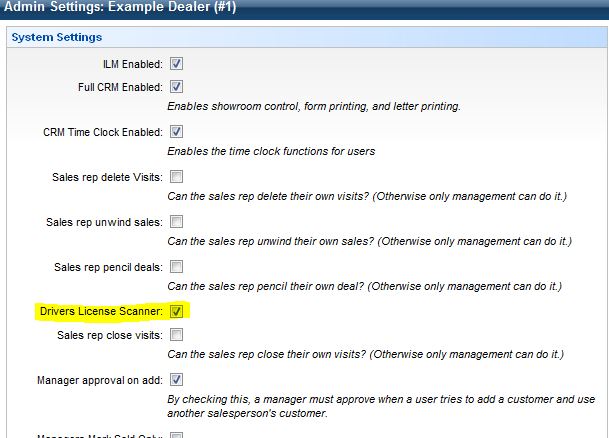 Admin Settings: Example Dealer (#1)
System Settings
ILM Enabled:
Full CRM Enabled:
Enables showroom control, form printing, and letter printing.
CRM Time Clock Enabled:
Enables the time clock functions for users
Sales rep delete Visits:
Can the sales rep delete their own visits? (Otherwise only management can do it.)
Sales rep unwind sales:
Can the sales rep unwind their own sales? (Otherwise only management can do it.)
Sales rep pencil deals:
Can the sales rep pencil their own deal? (Otherwise only management can do it.)
Drivers License Scanner:
Sales rep close visits:
Can the sales rep close their own visits? (Otherwise only management can do it.)
Manager approval on add:
By checking this, a manager must approve when a user tries to add a customer and use
another salesperson's customer.
Managers Mark Sold Only: